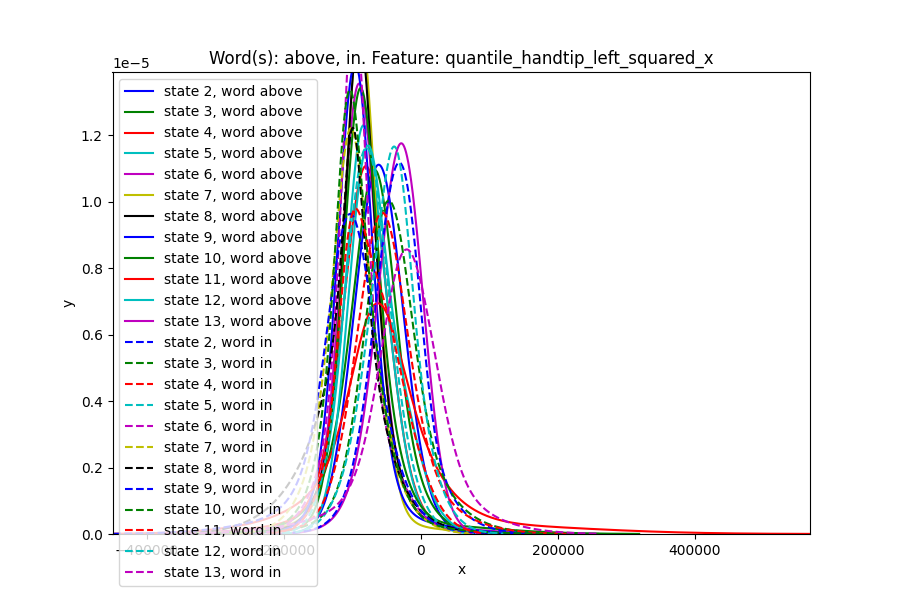 Word(s): above, in. Feature: quantile_handtip_left_squared_x
1e−5
1.2
1.0
0.8
0.6
0.4
0.2
0.0
y
state 2, word above
state 3, word above
state 4, word above
state 5, word above
state 6, word above
state 7, word above
state 8, word above
state 9, word above
state 10, word above
state 11, word above
state 12, word above
state 13, word above
state 2, word in
state 3, word in
state 4, word in
state 5, word in
state 6, word in
state 7, word in
state 8, word in
state 9, word in
state 10, word in
state 11, word in
state 12, word in
state 13, word in
−400000 −200000 0 200000 400000
x